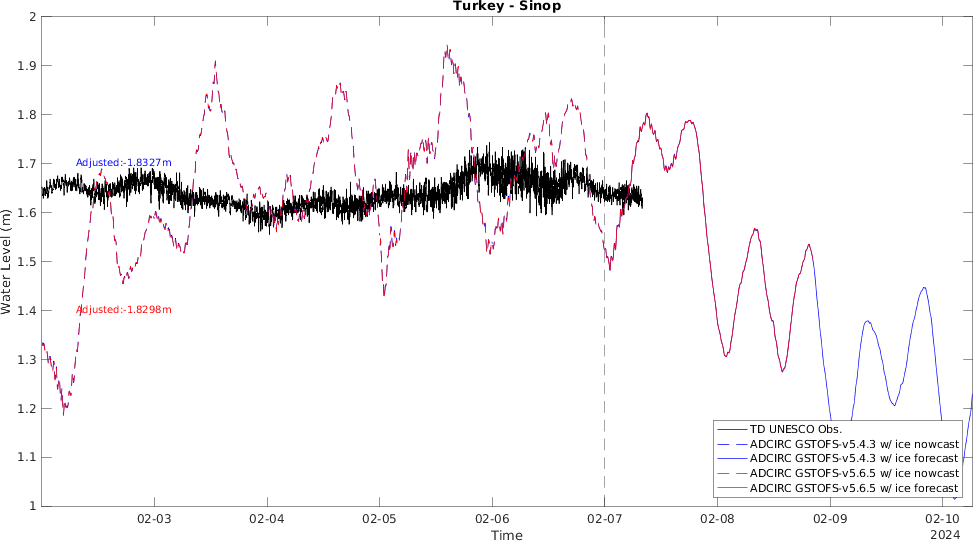 Turkey - Sinop
2
1.9
1.8
1.7
1.6
1.5
1.4
1.3
1.2
1.1
1
Water Level (m)
Adjusted:-1.8327m
Adjusted:-1.8298m
TD UNESCO Obs.
ADCIRC GSTOFS-v5.4.3 w/ ice nowcast
ADCIRC GSTOFS-v5.4.3 w/ ice forecast
ADCIRC GSTOFS-v5.6.5 w/ ice nowcast
ADCIRC GSTOFS-v5.6.5 w/ ice forecast
02-03 02-04 02-05 02-06 02-07 02-08 02-09 02-10
Time 2024